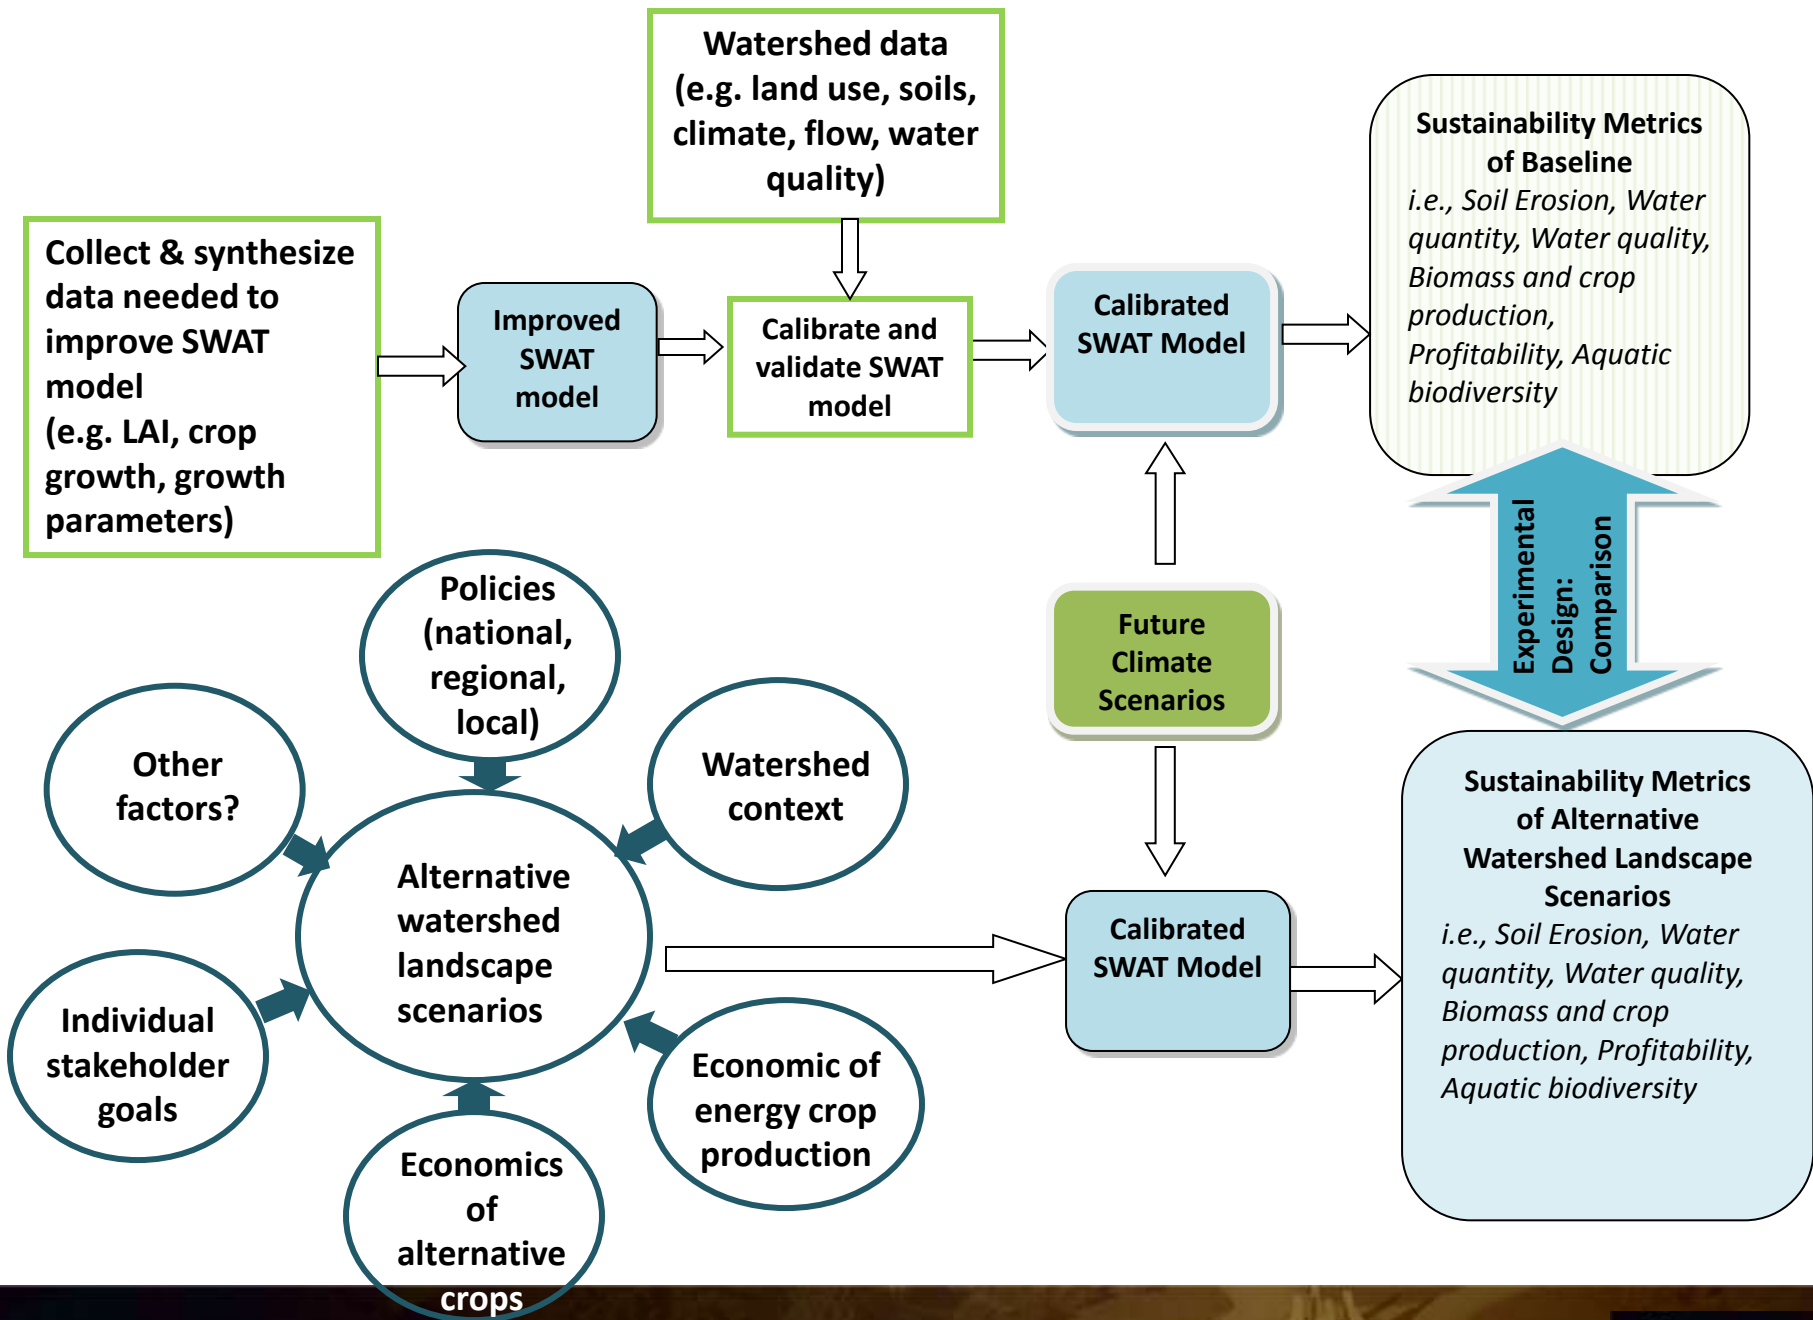 Watershed data
(e.g. land use, soils,
climate, flow, water
quality)
Sustainability Metrics
of Baseline
i.e., Soil Erosion, Water
quantity, Water quality,
Biomass and crop
production,
Profitability, Aquatic
biodiversity
Collect & synthesize
data needed to
improve SWAT
model
(e.g. LAI, crop
growth, growth
parameters)
Improved
SWAT
model
Calibrate and
validate SWAT
model
Calibrated
SWAT Model
Experimental
Design:
Comparison
Policies
(national,
regional,
local)
Future
Climate
Scenarios
Other
factors?
Watershed
context
Alternative
watershed
landscape
scenarios
Calibrated
SWAT Model
Sustainability Metrics
of Alternative
Watershed Landscape
Scenarios
i.e., Soil Erosion, Water
quantity, Water quality,
Biomass and crop
production, Profitability,
Aquatic biodiversity
Individual
stakeholder
goals
Economic of
energy crop
production
Economics
of
alternative
crops